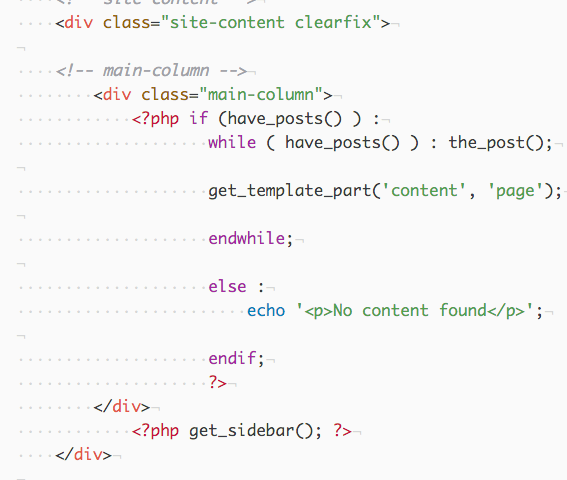 <!-- site-content -->
<div class="site-content clearfix">
<!-- main-column -->
<div class="main-column">
<?php if (have_posts() ) :
while ( have_posts() ) : the_post();
get_template_part('content', 'page');
endwhile;
else :
echo '<p>No content found</p>';
endif;
?>
</div>
<?php get_sidebar(); ?>
</div>